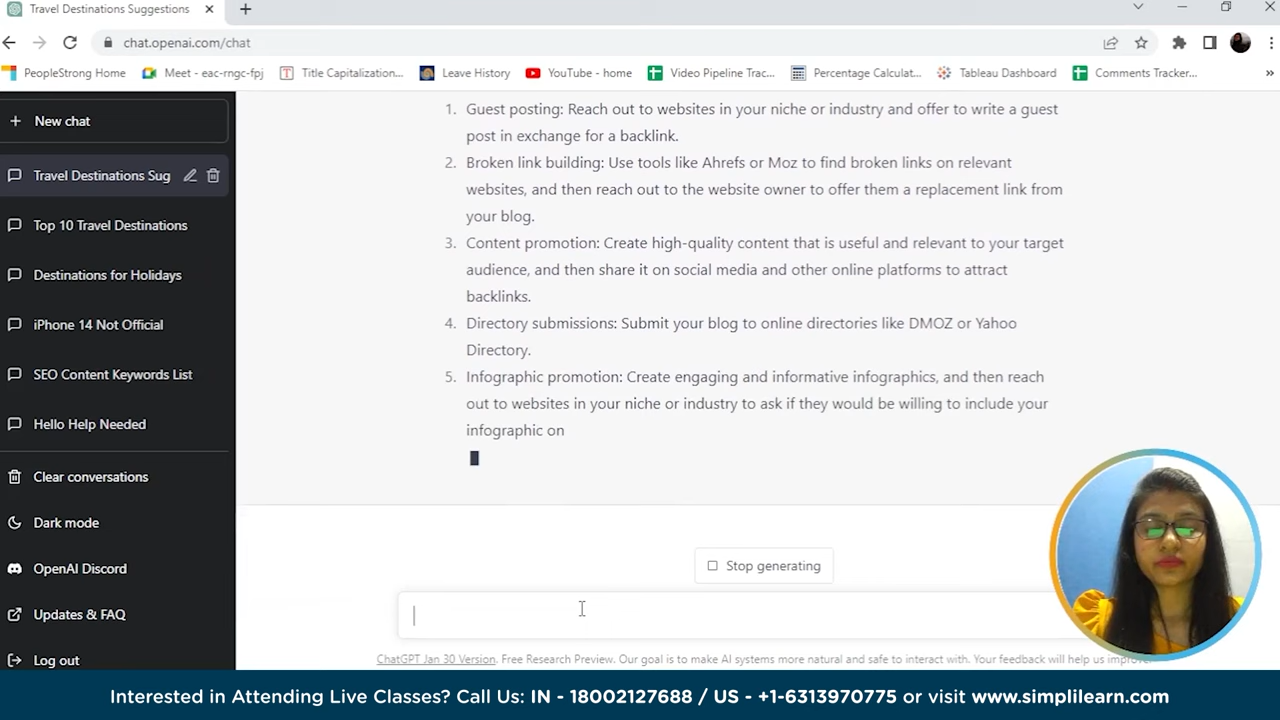 Travel Destinations Suggestions
chat.openai.com/chat
PeopleStrong Home
Meet - eac-rngc-fpj
Title Capitalization...
Leave History
YouTube - home
Video Pipeline Trac...
Percentage Calculat...
Tableau Dashboard
Comments Tracker...
New chat
Travel Destinations Sug
Top 10 Travel Destinations
Destinations for Holidays
iPhone 14 Not Official
SEO Content Keywords List
Hello Help Needed
Clear conversations
Dark mode
OpenAI Discord
Updates & FAQ
Log out
1. Guest posting: Reach out to websites in your niche or industry and offer to write a guest
post in exchange for a backlink.
2. Broken link building: Use tools like Ahrefs or Moz to find broken links on relevant
websites, and then reach out to the website owner to offer them a replacement link from
your blog.
3. Content promotion: Create high-quality content that is useful and relevant to your target
audience, and then share it on social media and other online platforms to attract
backlinks.
4. Directory submissions: Submit your blog to online directories like DMOZ or Yahoo
Directory.
5. Infographic promotion: Create engaging and informative infographics, and then reach
out to websites in your niche or industry to ask if they would be willing to include your
infographic on
Stop generating
ChatGPT Jan 30 Version. Free Research Preview. Our goal is to make AI systems more natural and safe to interact with. Your feedback will help us improve
Interested in Attending Live Classes? Call Us: IN - 18002127688 / US - +1-6313970775 or visit www.simplilearn.com